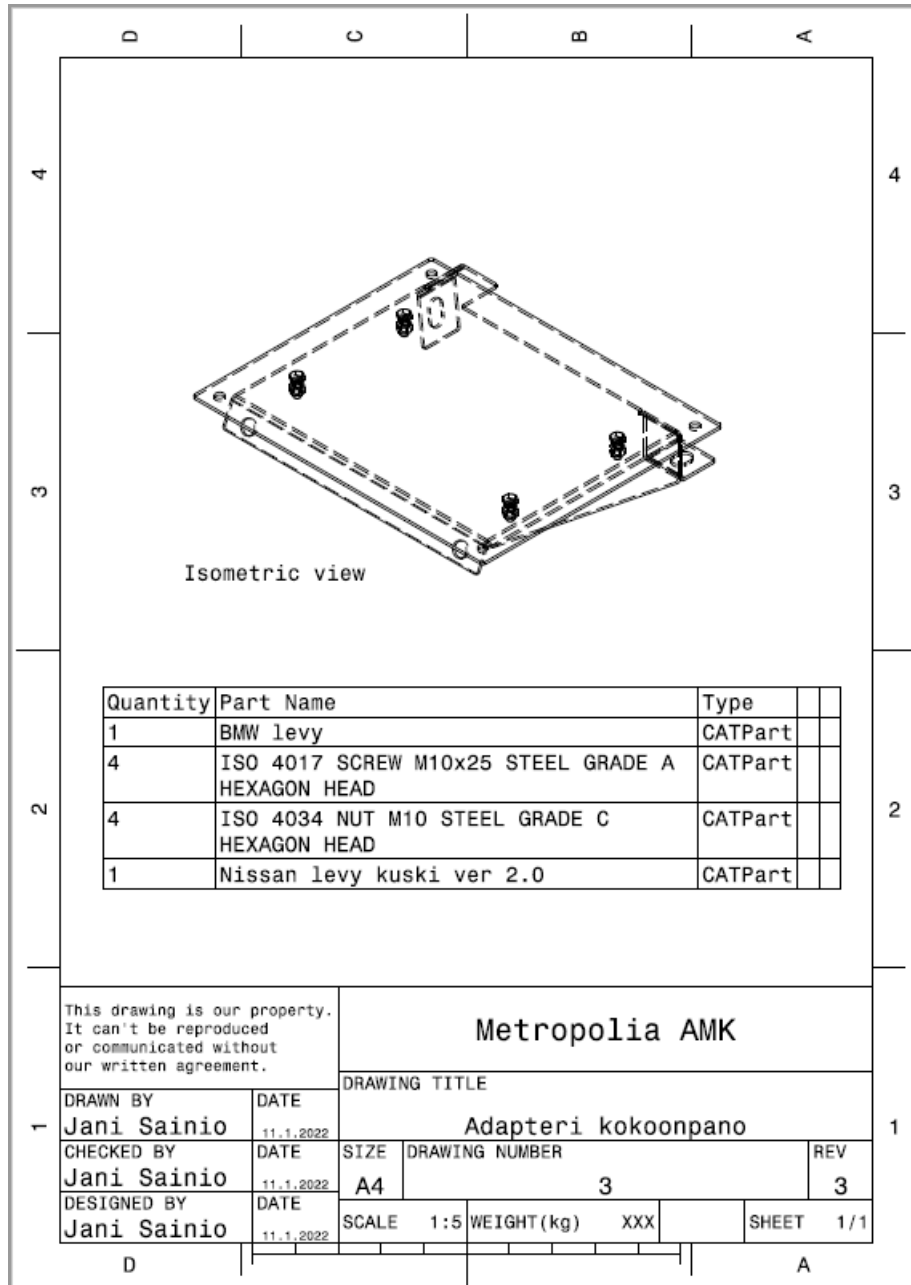 D C B A
4 4
3 3
Isometric view
Quantity Part Name Type
1 BMW levy CATPart
4 ISO 4017 SCREW M10x25 STEEL GRADE A CATPart
HEXAGON HEAD
4 ISO 4034 NUT M10 STEEL GRADE C CATPart
HEXAGON HEAD
1 Nissan levy kuski ver 2.0 CATPart
2 2
This drawing is our property.
It can't be reproduced
or communicated without
our written agreement.
Metropolia AMK
DRAWING TITLE
Adapteri kokoonpano
DRAWN BY DATE
Jani Sainio 11.1.2022
CHECKED BY DATE
Jani Sainio 11.1.2022
DESIGNED BY DATE
Jani Sainio 11.1.2022
SIZE DRAWING NUMBER REV
A4 3 3
SCALE 1:5 WEIGHT(kg) XXX SHEET 1/1
1 1
D A